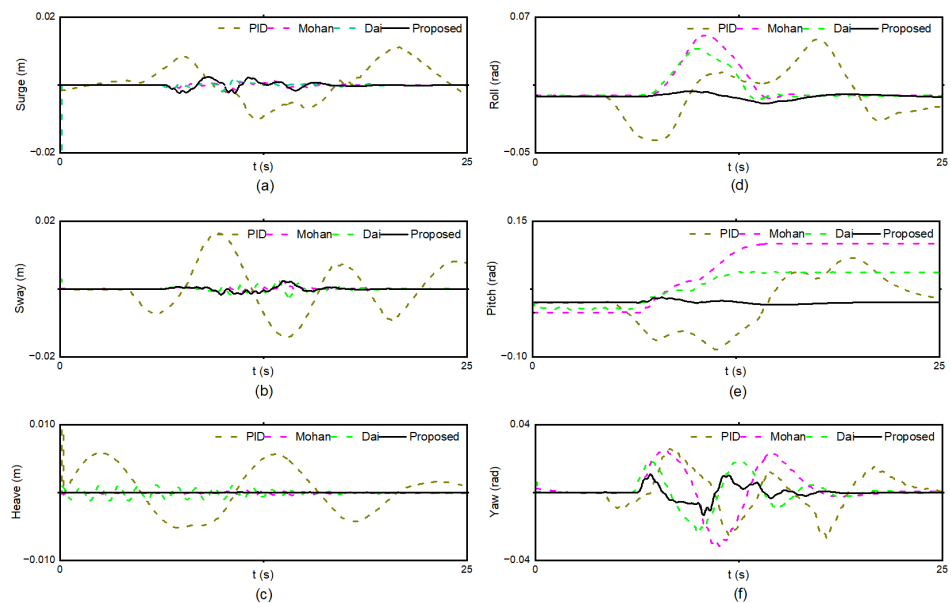 0.02
PID Mohan Dai Proposed
Surge (m)
−0.02
0
t (s)
25
(a)
0.02
PID Mohan Dai Proposed
Sway (m)
−0.02
0
t (s)
25
(b)
0.010
PID Mohan Dai Proposed
Heave (m)
−0.010
0
t (s)
25
(c)
0.07
PID Mohan Dai Proposed
Roll (rad)
−0.05
0
t (s)
25
(d)
0.15
PID Mohan Dai Proposed
Pitch (rad)
−0.10
0
t (s)
25
(e)
0.04
PID Mohan Dai Proposed
Yaw (rad)
−0.04
0
t (s)
25
(f)